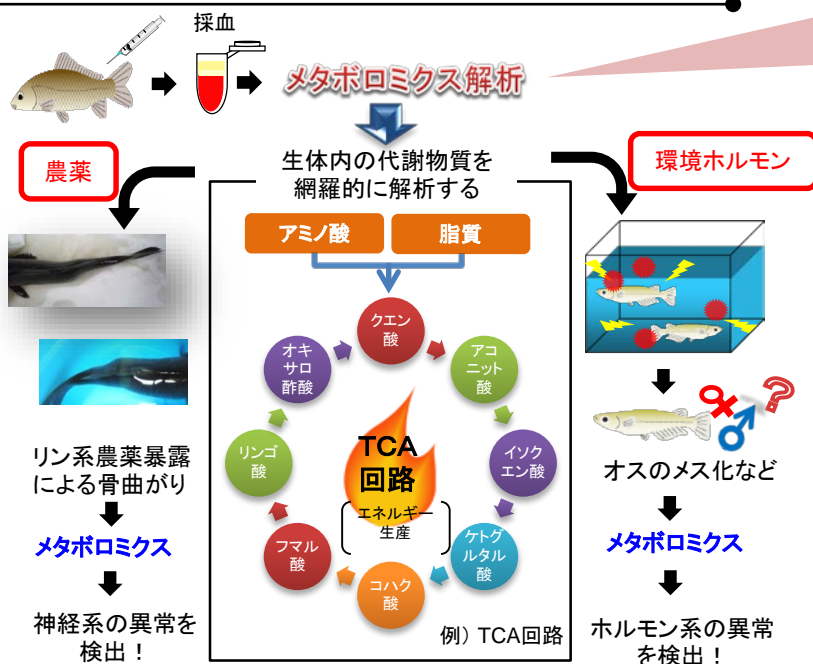 採血
メタボロミクス解析
農薬
生体内の代謝物質を
網羅的に解析する
環境ホルモン
アミノ酸
脂質
クエン
酸
アコ
ニット
酸
イソク
エン酸
ケトグ
ルタル
酸
コハク
酸
フマル
酸
リンゴ
酸
オキ
サロ
酢酸
TCA
回路
エネルギー
生産
例）TCA回路
リン系農薬暴露
による骨曲がり
メタボロミクス
神経系の異常を
検出！
?
オスのメス化など
メタボロミクス
ホルモン系の異常
を検出！